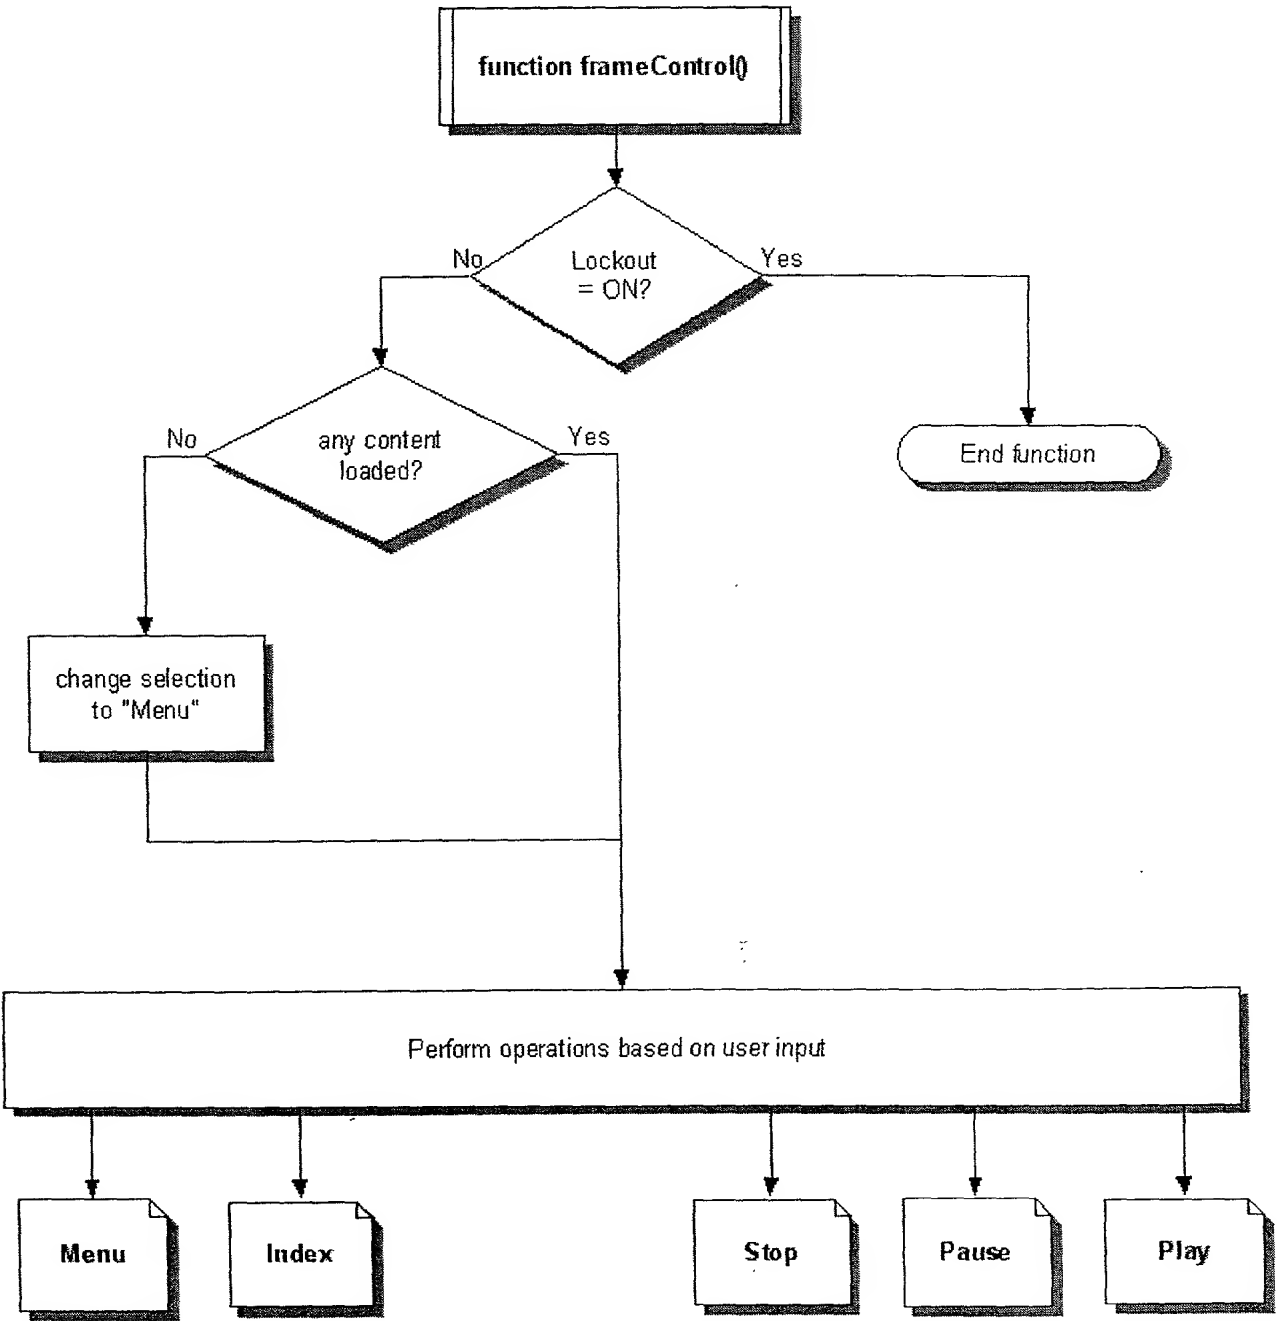 function frameControl()
No
Lockout
= ON?
Yes
No
any content
loaded?
Yes
End function
change selection
to "Menu"
Perform operations based on user input
Menu
Index
Stop
Pause
Play